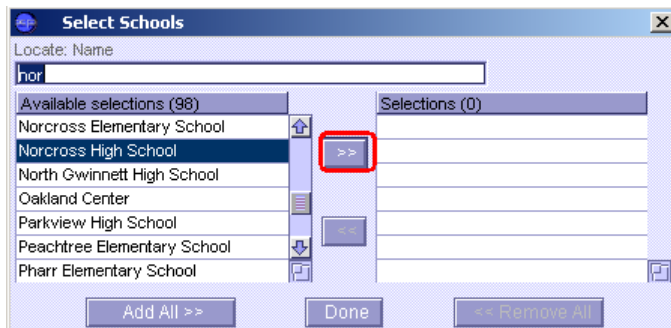 Select Schools
Locate: Name
nor
Available selections (98)
Selections (0)
Norcross Elementary School
Norcross High School
>>
North Gwinnett High School
Oakland Center
Parkview High School
<<
Peachtree Elementary School
Pharr Elementary School
Add All >>
Done
<< Remove All